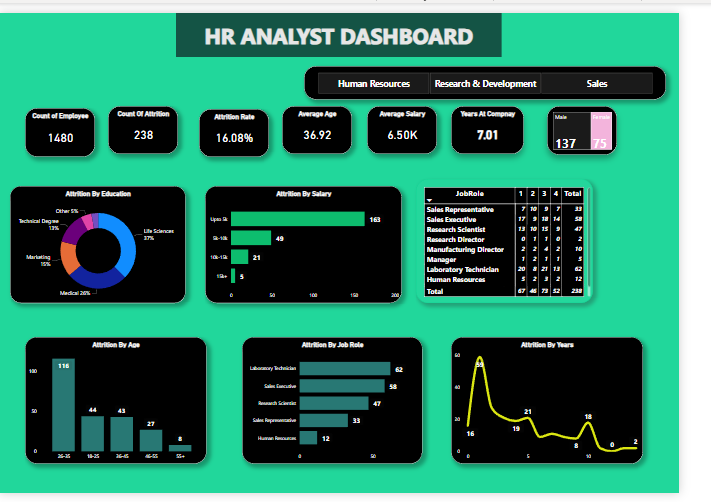 HR ANALYST DASHBOARD
Human Resources Research & Development Sales
Count of Employee
1480
Count Of Attrition
238
Attrition Rate
16.08%
Average Age
36.92
Average Salary
6.50K
Years At Compnay
7.01
Male
137
Female
75
Attrition By Education
Other 5%
Technical Degree
13%
Life Sciences
37%
Marketing
15%
Medical 26%
Attrition By Salary
Upto 5k 163
5k-10k 49
10k-15k 21
15k+ 5
0 50 100 150 200
JobRole 1 2 3 4 Total
Sales Representative 7 10 9 7 33
Sales Executive 17 9 18 14 58
Research Scientist 13 10 15 9 47
Research Director 0 1 1 0 2
Manufacturing Director 2 2 4 2 10
Manager 1 2 1 1 5
Laboratory Technician 20 8 21 13 62
Human Resources 5 2 3 2 12
Total 67 46 73 52 238
Attrition By Age
100
50
0
116 44 43 27 8
26-35 18-25 36-45 46-55 55+
Attrition By Job Role
Laboratory Technician 62
Sales Executive 58
Research Scientist 47
Sales Representative 33
Human Resources 12
0 50
Attrition By Years
60
40
20
0
16 59 19 21 8 18 0 2
0 5 10